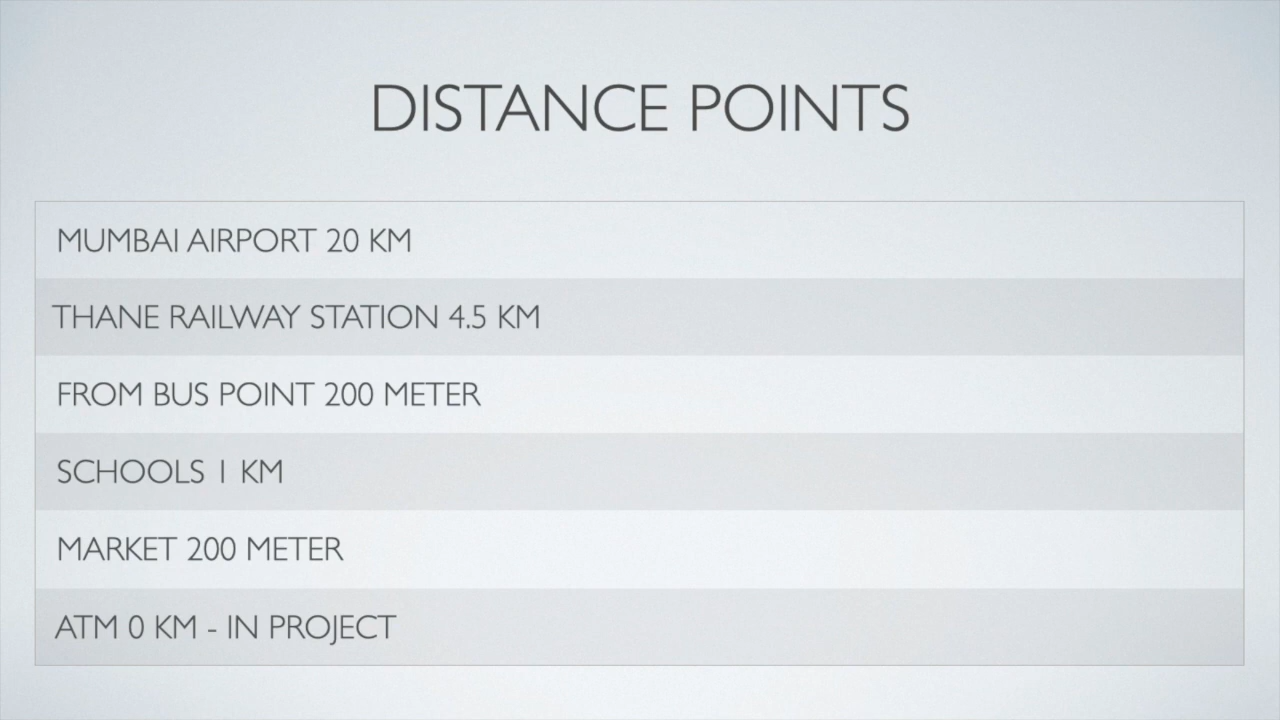 DISTANCE POINTS
MUMBAI AIRPORT 20 KM
THANE RAILWAY STATION 4.5 KM
FROM BUS POINT 200 METER
SCHOOLS 1 KM
MARKET 200 METER
ATM 0 KM - IN PROJECT